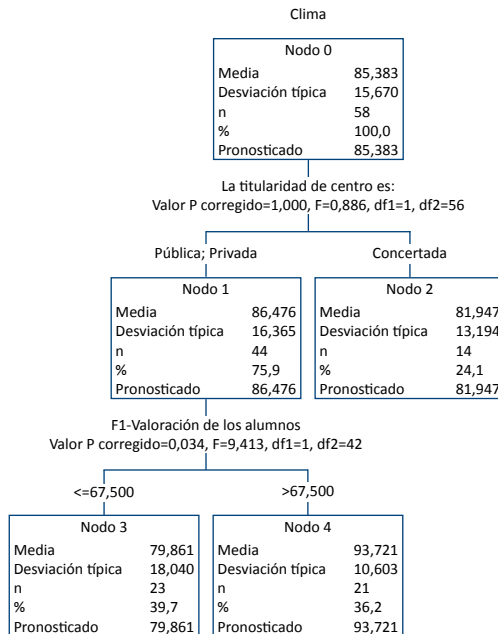 Clima
Nodo 0
Media 85,383
Desviación típica 15,670
n 58
% 100,0
Pronosticado 85,383
La titularidad de centro es:
Valor P corregido=1,000, F=0,886, df1=1, df2=56
Pública; Privada
Concertada
Nodo 1
Media 86,476
Desviación típica 16,365
n 44
% 75,9
Pronosticado 86,476
Nodo 2
Media 81,947
Desviación típica 13,194
n 14
% 24,1
Pronosticado 81,947
F1-Valoración de los alumnos
Valor P corregido=0,034, F=9,413, df1=1, df2=42
<=67,500
>67,500
Nodo 3
Media 79,861
Desviación típica 18,040
n 23
% 39,7
Pronosticado 79,861
Nodo 4
Media 93,721
Desviación típica 10,603
n 21
% 36,2
Pronosticado 93,721